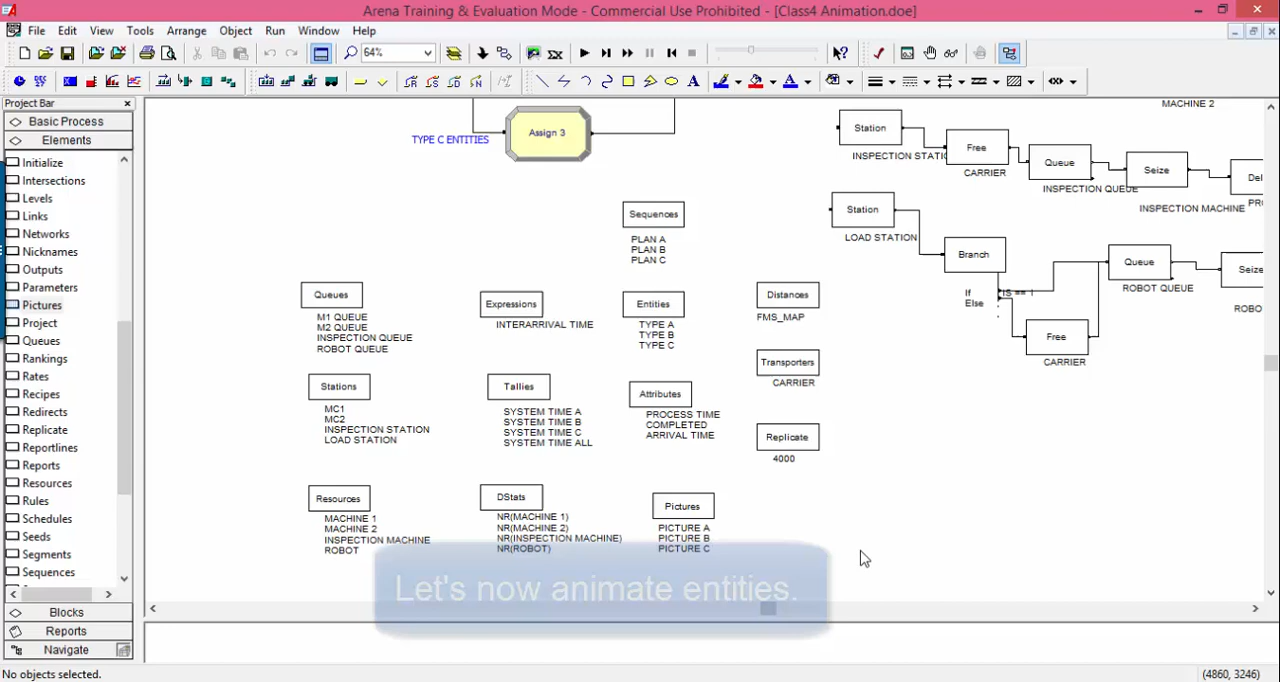 Arena Training & Evaluation Mode - Commercial Use Prohibited - [Class4 Animation.doe]
File Edit View Tools Arrange Object Run Window Help
64%
Project Bar
Basic Process
Elements
Initialize
Intersections
Levels
Links
Networks
Nicknames
Outputs
Parameters
Pictures
Project
Queues
Rankings
Rates
Recipes
Redirects
Replicate
Reportlines
Reports
Resources
Rules
Schedules
Seeds
Segments
Sequences
Blocks
Reports
Navigate
TYPE C ENTITIES
Assign 3
Sequences
PLAN A
PLAN B
PLAN C
Queues
M1 QUEUE
M2 QUEUE
INSPECTION QUEUE
ROBOT QUEUE
Expressions
INTERARRIVAL TIME
Entities
TYPE A
TYPE B
TYPE C
Distances
FMS_MAP
Stations
MC1
MC2
INSPECTION STATION
LOAD STATION
Tallies
SYSTEM TIME A
SYSTEM TIME B
SYSTEM TIME C
SYSTEM TIME ALL
Attributes
PROCESS TIME
COMPLETED
ARRIVAL TIME
Transporters
CARRIER
Replicate
4000
Resources
MACHINE 1
MACHINE 2
INSPECTION MACHINE
ROBOT
DStats
NR(MACHINE 1)
NR(MACHINE 2)
NR(INSPECTION MACHINE)
NR(ROBOT)
Pictures
PICTURE A
PICTURE B
PICTURE C
MACHINE 2
Station
INSPECTION STATIO
Free
CARRIER
Queue
INSPECTION QUEUE
Seize
INSPECTION MACHINE
Del
PRO
Station
LOAD STATION
Branch
If IS == 1
Else
Free
CARRIER
Queue
ROBOT QUEUE
Seize
ROBO
Let's now animate entities.
No objects selected.
(4860, 3246)